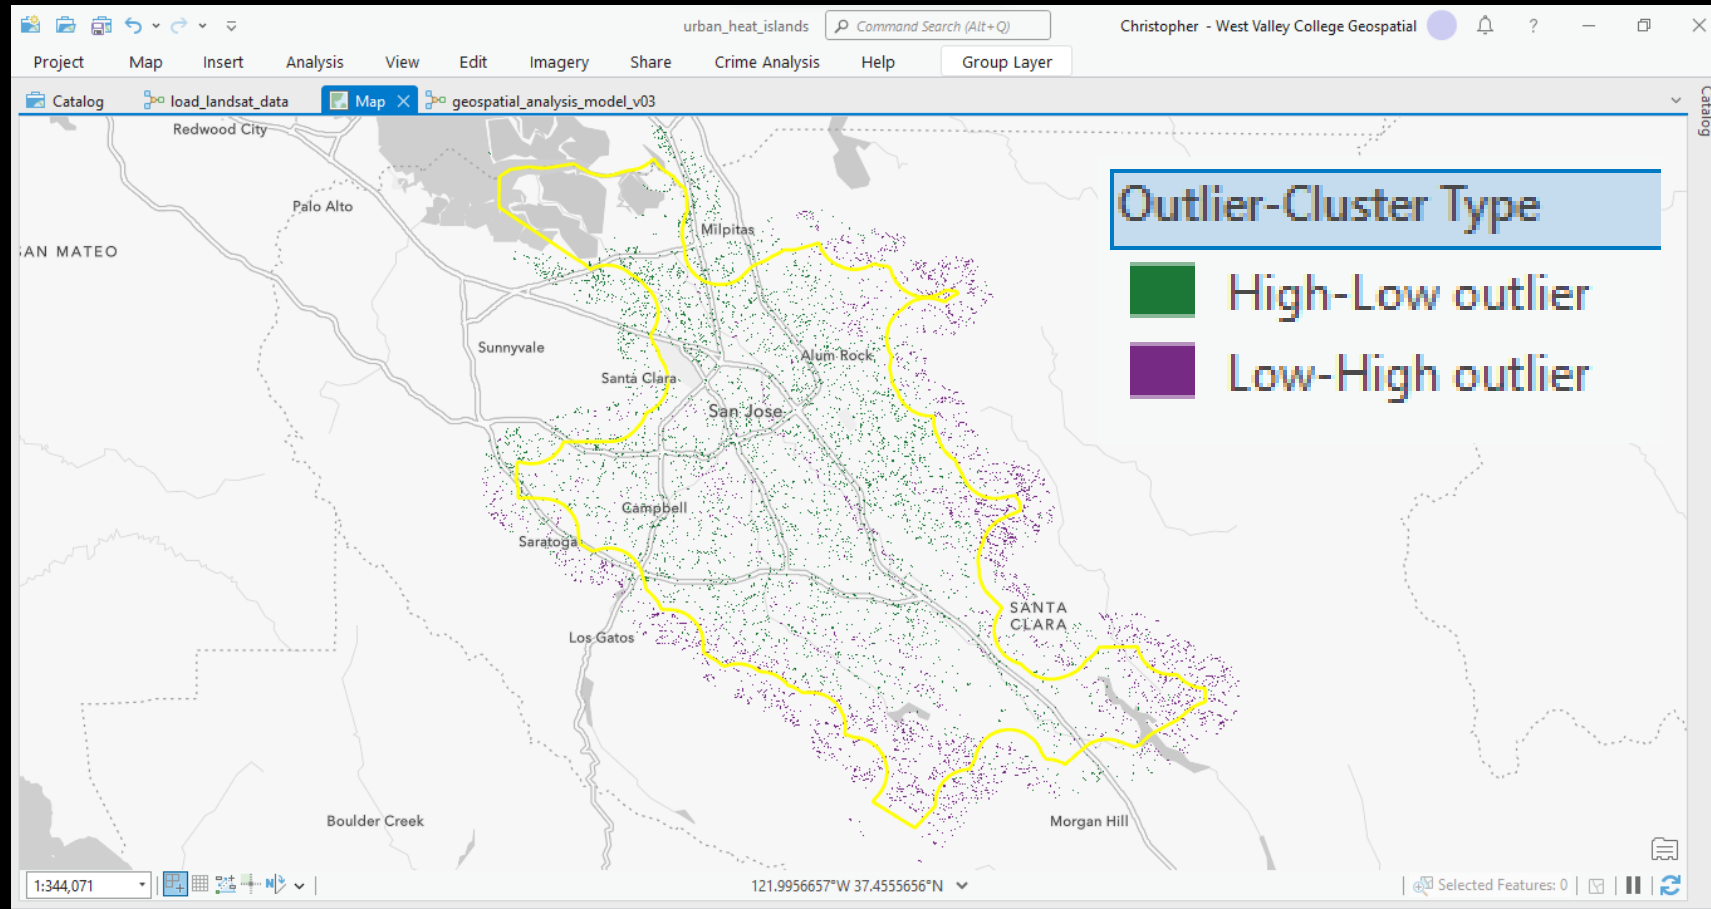 urban_heat_islands
Command Search (Alt+Q)
Christopher - West Valley College Geospatial
?
Project Map Insert Analysis View Edit Imagery Share Crime Analysis Help Group Layer
Catalog load_landsat_data Map geospatial_analysis_model_v03
Catalog
Redwood City
Palo Alto
AN MATEO
Milpitas
Sunnyvale
Alum Rock
Santa Clara
San Jose
Campbell
Saratoga
SANTA
CLARA
Los Gatos
Boulder Creek
Morgan Hill
Outlier-Cluster Type
High-Low outlier
Low-High outlier
1:344,071
N
121.9956657°W 37.4555656°N
Selected Features: 0